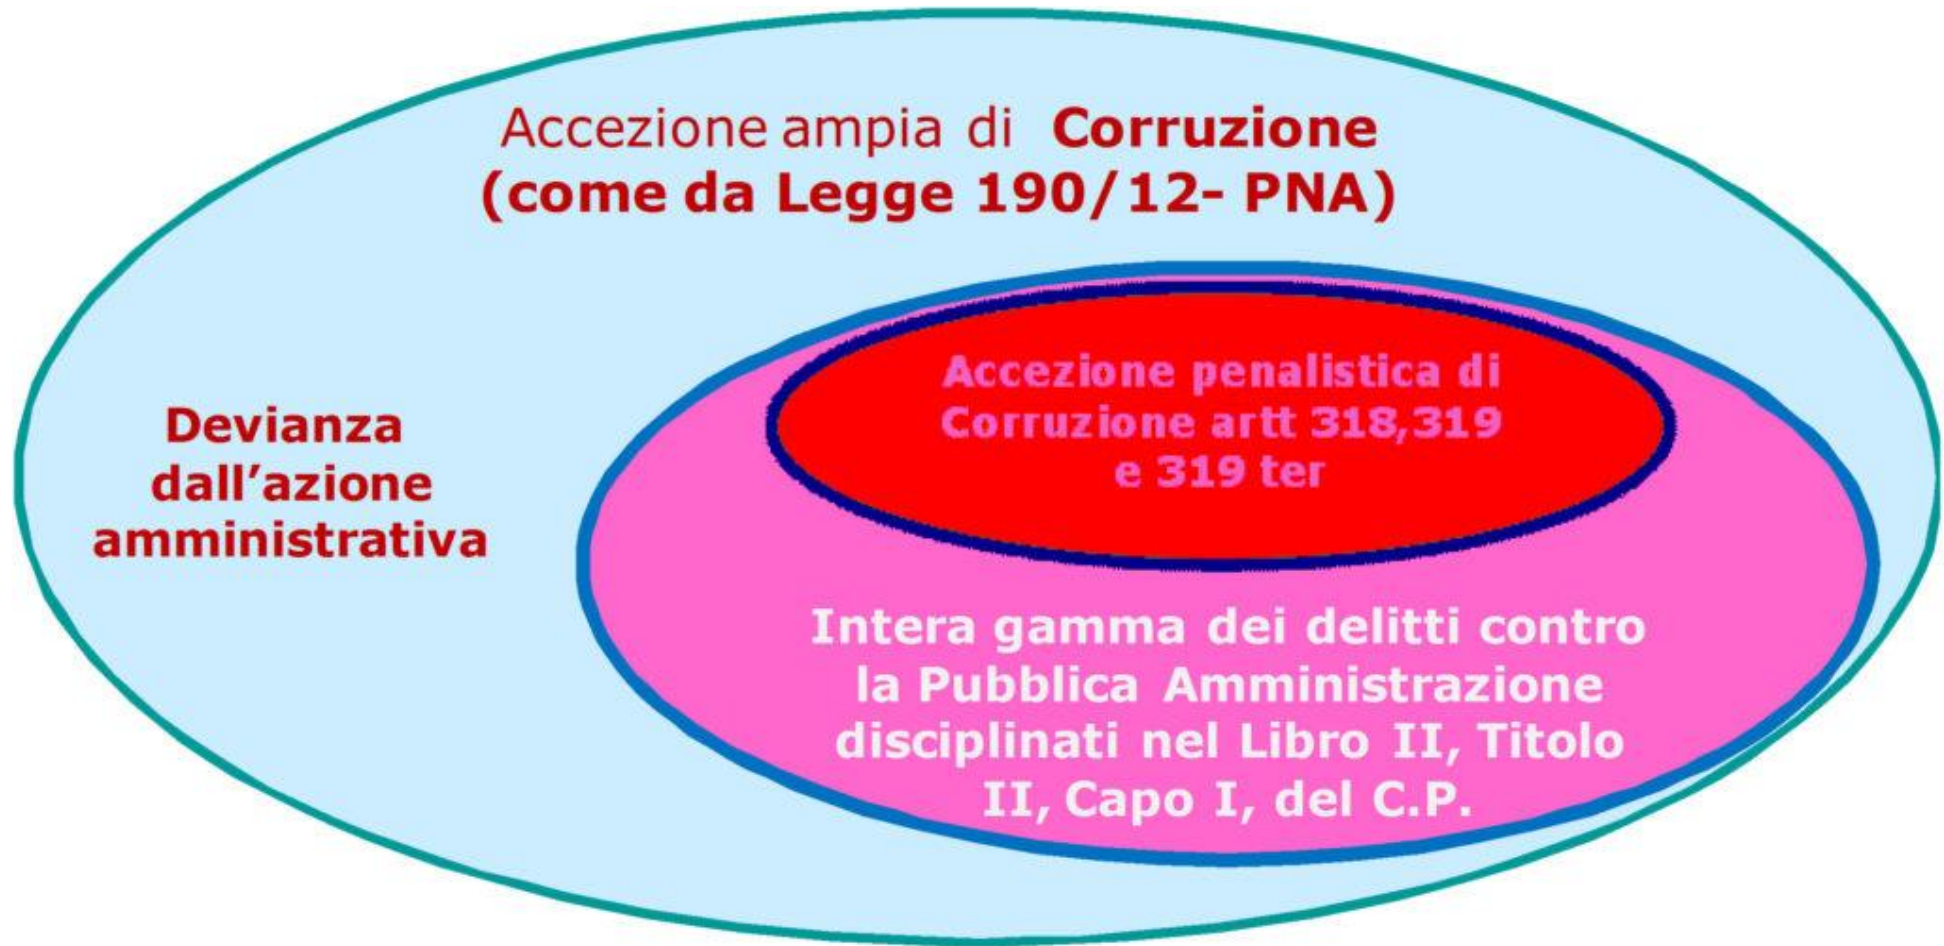 Accezione ampia di Corruzione
(come da Legge 190/12- PNA)
Devianza
dall’azione
amministrativa
Accezione penalistica di
Corruzione artt 318,319
e 319 ter
Intera gamma dei delitti contro
la Pubblica Amministrazione
disciplinati nel Libro II, Titolo
II, Capo I, del C.P.